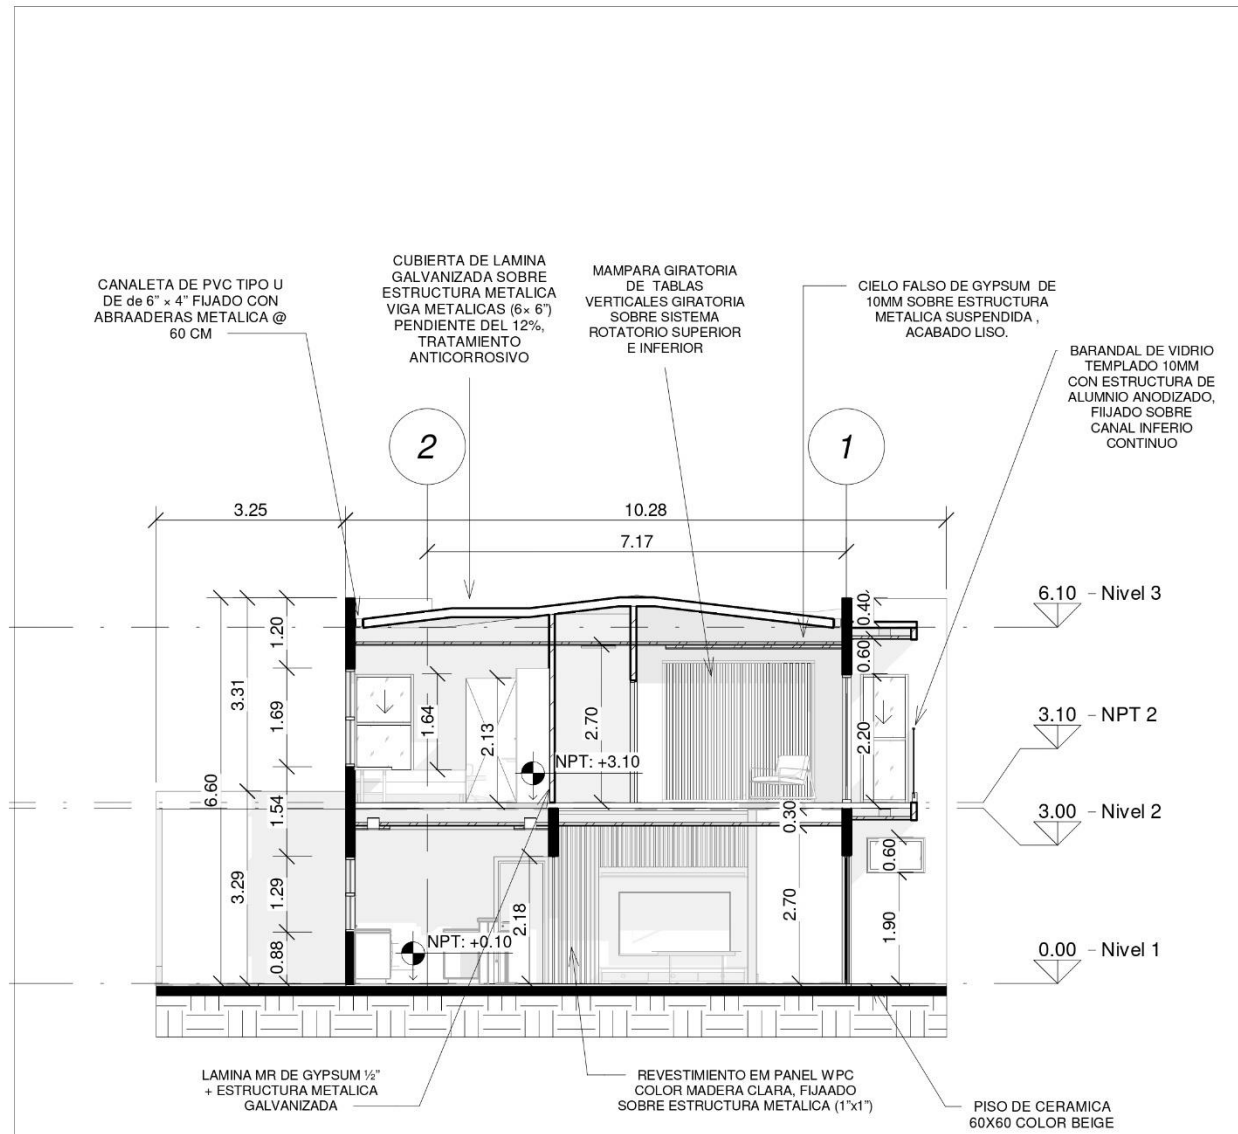 CANALETA DE PVC TIPO U
DE de 6” × 4” FIJADO CON
ABRAADERAS METALICA @
60 CM
CUBIERTA DE LAMINA
GALVANIZADA SOBRE
ESTRUCTURA METALICA
VIGA METALICAS (6× 6”)
PENDIENTE DEL 12%,
TRATAMIENTO
ANTICORROSIVO
MAMPARA GIRATORIA
DE TABLAS
VERTICALES GIRATORIA
SOBRE SISTEMA
ROTATORIO SUPERIOR
E INFERIOR
CIELO FALSO DE GYPSUM DE
10MM SOBRE ESTRUCTURA
METALICA SUSPENDIDA ,
ACABADO LISO.
BARANDAL DE VIDRIO
TEMPLADO 10MM
CON ESTRUCTURA DE
ALUMNIO ANODIZADO,
FIIJADO SOBRE
CANAL INFERIO
CONTINUO
2
1
3.25
10.28
7.17
6.10 - Nivel 3
3.10 - NPT 2
3.00 - Nivel 2
0.00 - Nivel 1
6.60
3.31
3.29
1.20
1.69
1.54
1.29
0.88
1.64
2.13
2.70
NPT: +3.10
0.40
0.60
2.20
0.30
2.18
NPT: +0.10
2.70
0.60
1.90
LAMINA MR DE GYPSUM ½”
+ ESTRUCTURA METALICA
GALVANIZADA
REVESTIMIENTO EM PANEL WPC
COLOR MADERA CLARA, FIJAADO
SOBRE ESTRUCTURA METALICA (1”x1”)
PISO DE CERAMICA
60X60 COLOR BEIGE